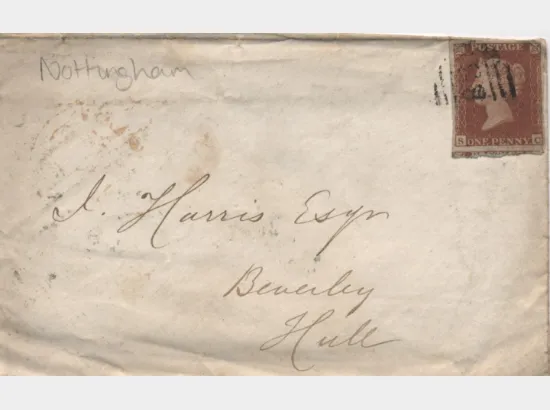 Nottingham
POSTAGE
S C
ONE PENNY
J. Harris Esqr
Beverley
Hull